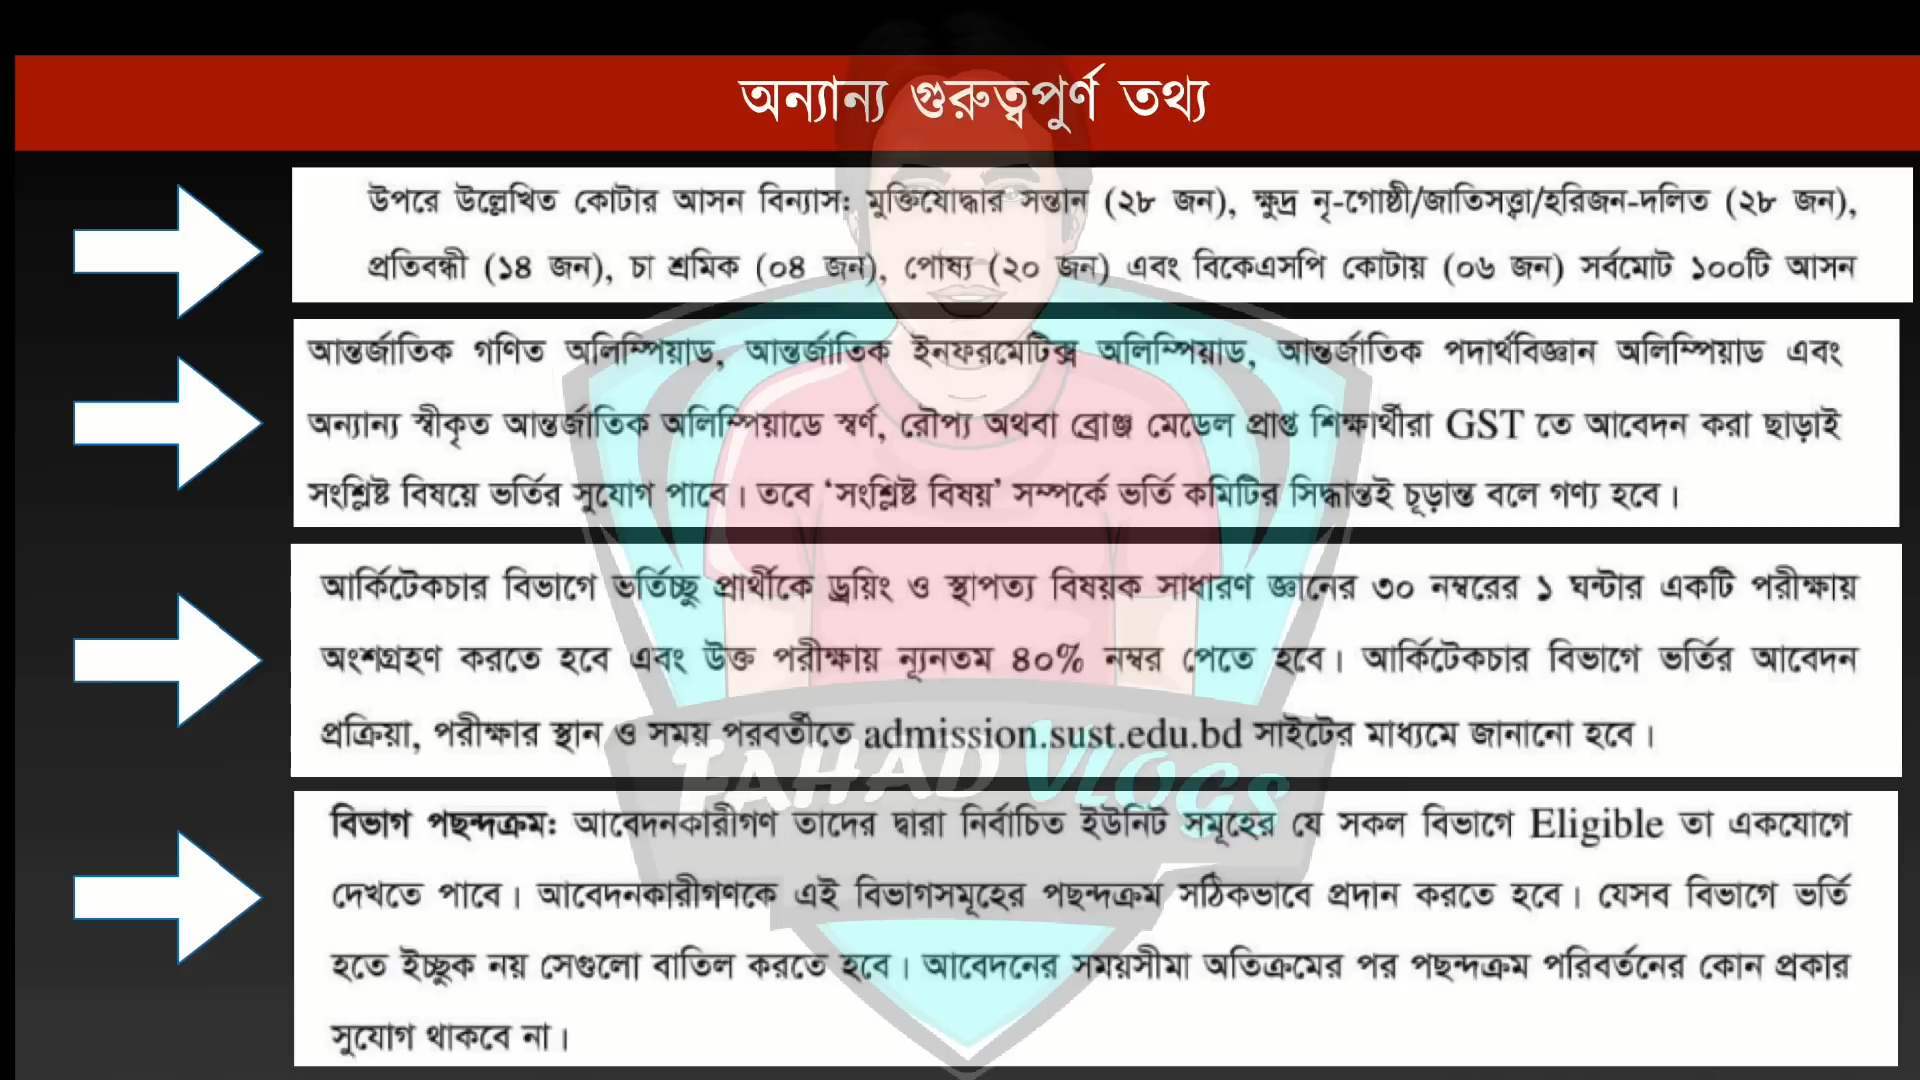 অন্যান্য গুরুত্বপুর্ণ তথ্য
উপরে উল্লেখিত কোটার আসন বিন্যাস: মুক্তিযোদ্ধার সন্তান (২৮ জন), ক্ষুদ্র নৃ-গোষ্ঠী/জাতিসত্ত্বা/হরিজন-দলিত (২৮ জন),
প্রতিবন্ধী (১৪ জন), চা শ্রমিক (০৪ জন), পোষ্য (২০ জন) এবং বিকেএসপি কোটায় (০৬ জন) সর্বমোট ১০০টি আসন
আন্তর্জাতিক গণিত অলিম্পিয়াড, আন্তর্জাতিক ইনফরমেটিক্স অলিম্পিয়াড, আন্তর্জাতিক পদার্থবিজ্ঞান অলিম্পিয়াড এবং
অন্যান্য স্বীকৃত আন্তর্জাতিক অলিম্পিয়াডে স্বর্ণ, রৌপ্য অথবা ব্রোঞ্জ মেডেল প্রাপ্ত শিক্ষার্থীরা GST তে আবেদন করা ছাড়াই
সংশ্লিষ্ট বিষয়ে ভর্তির সুযোগ পাবে। তবে ‘সংশ্লিষ্ট বিষয়’ সম্পর্কে ভর্তি কমিটির সিদ্ধান্তই চূড়ান্ত বলে গণ্য হবে।
আর্কিটেকচার বিভাগে ভর্তিচ্ছু প্রার্থীকে ড্রয়িং ও স্থাপত্য বিষয়ক সাধারণ জ্ঞানের ৩০ নম্বরের ১ ঘন্টার একটি পরীক্ষায়
অংশগ্রহণ করতে হবে এবং উক্ত পরীক্ষায় ন্যূনতম ৪০% নম্বর পেতে হবে। আর্কিটেকচার বিভাগে ভর্তির আবেদন
প্রক্রিয়া, পরীক্ষার স্থান ও সময় পরবর্তীতে admission.sust.edu.bd সাইটের মাধ্যমে জানানো হবে।
FAHAD VLOGS
বিভাগ পছন্দক্রম: আবেদনকারীগণ তাদের দ্বারা নির্বাচিত ইউনিট সমূহের যে সকল বিভাগে Eligible তা একযোগে
দেখতে পাবে। আবেদনকারীগণকে এই বিভাগসমূহের পছন্দক্রম সঠিকভাবে প্রদান করতে হবে। যেসব বিভাগে ভর্তি
হতে ইচ্ছুক নয় সেগুলো বাতিল করতে হবে। আবেদনের সময়সীমা অতিক্রমের পর পছন্দক্রম পরিবর্তনের কোন প্রকার
সুযোগ থাকবে না।